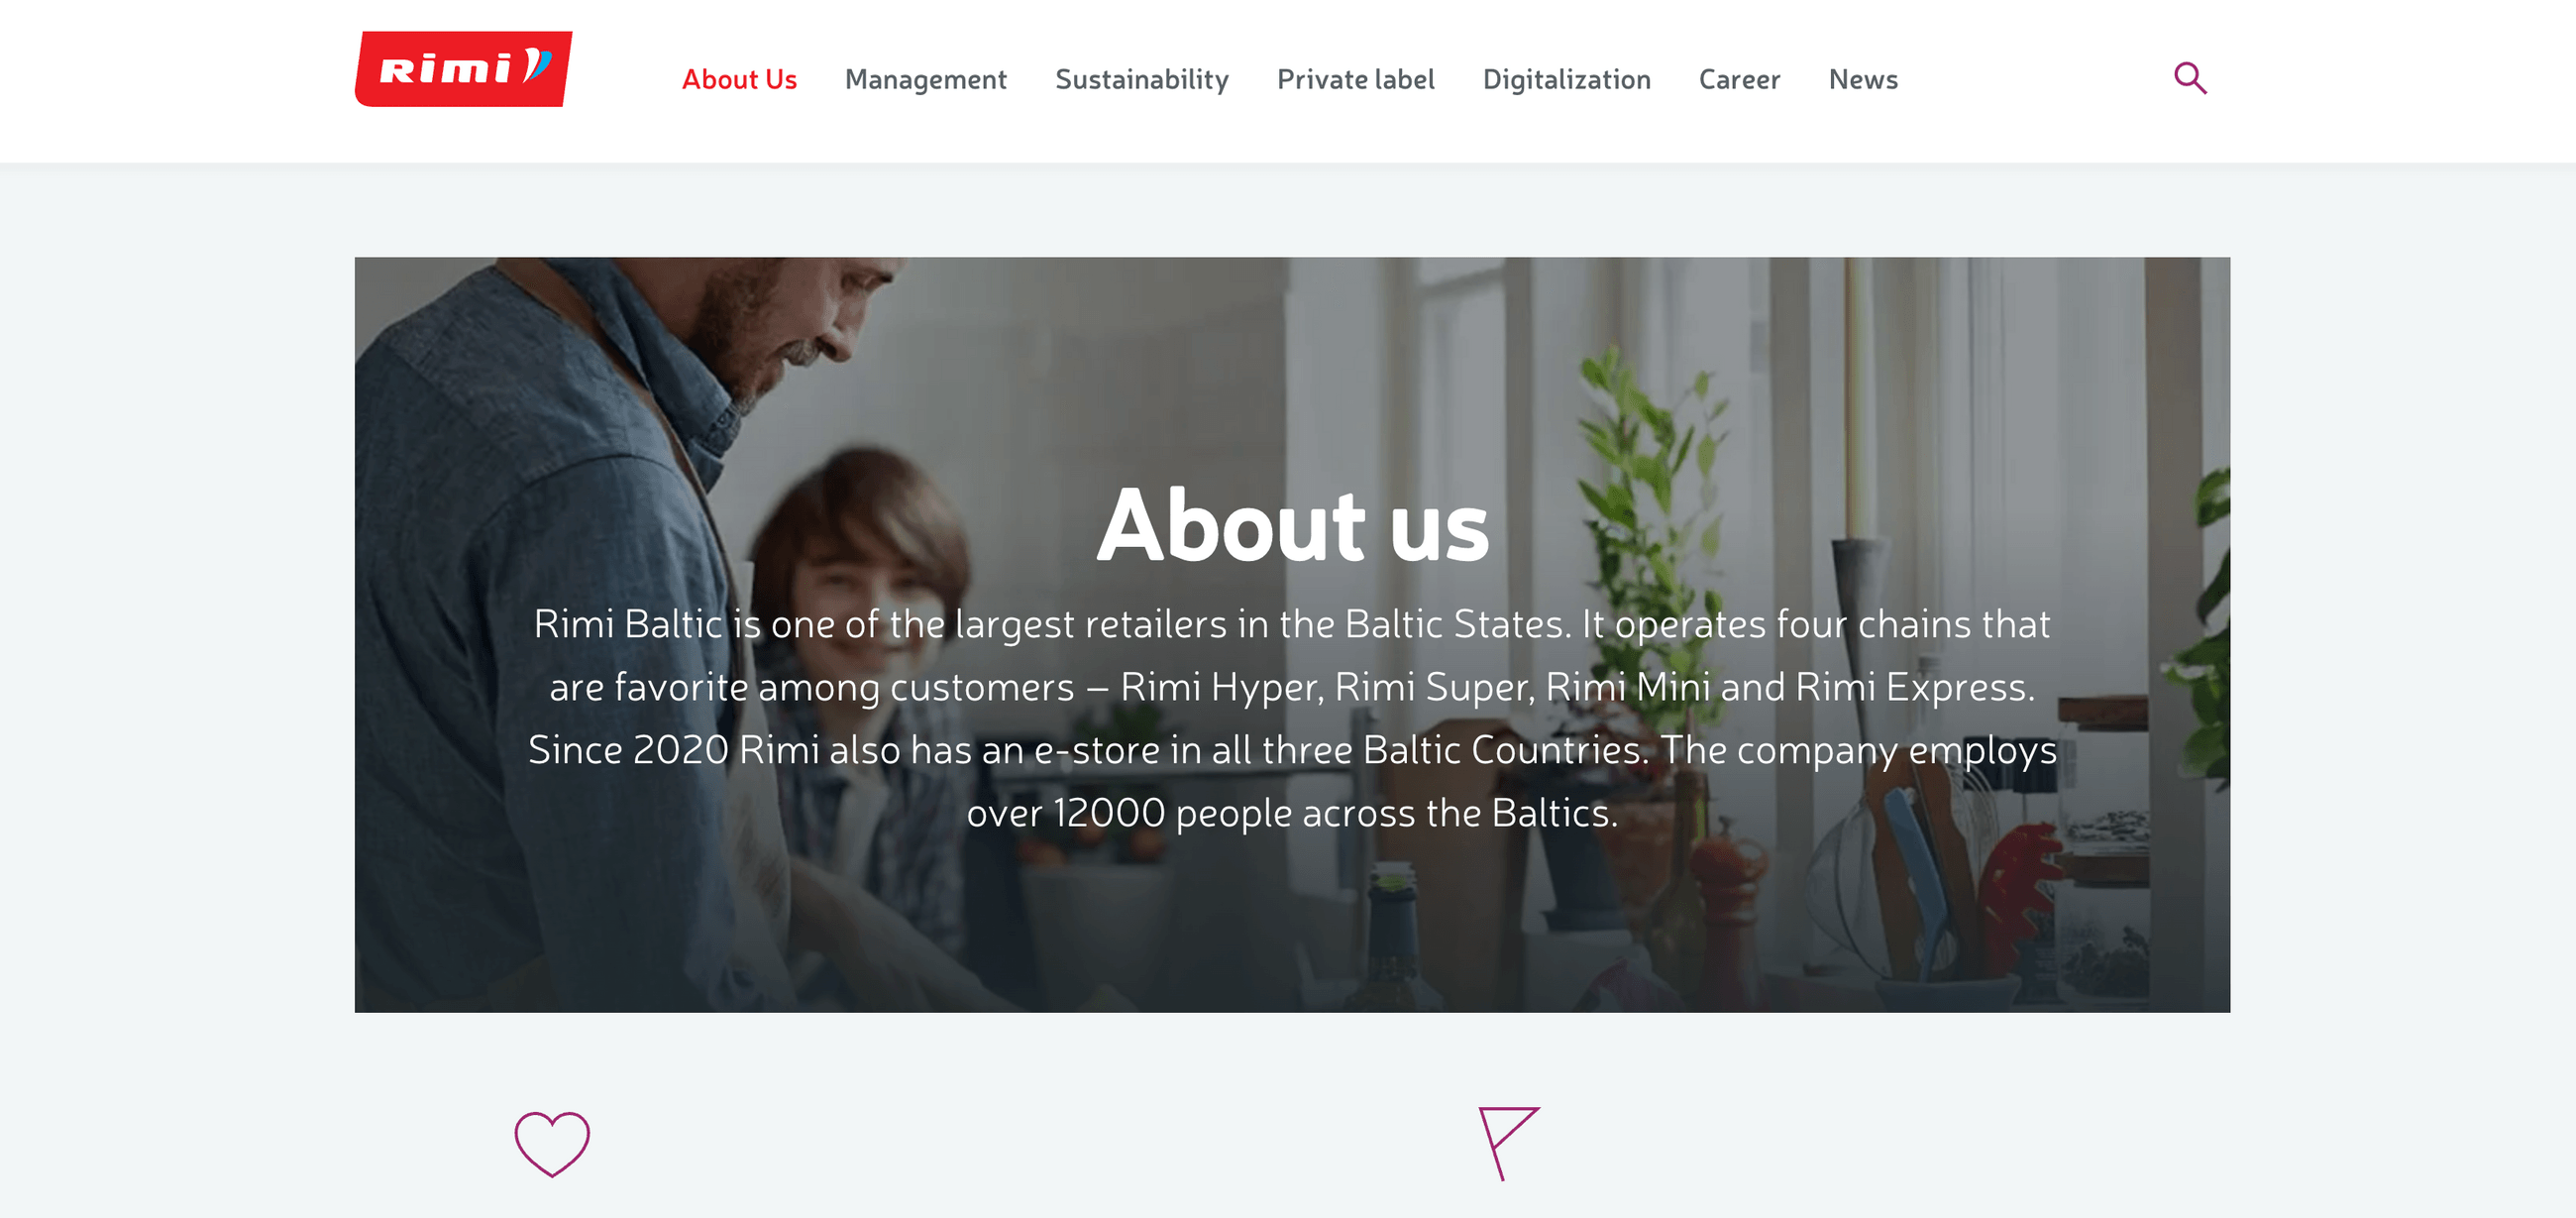 Rimi
About Us Management Sustainability Private label Digitalization Career News
About us
Rimi Baltic is one of the largest retailers in the Baltic States. It operates four chains that
are favorite among customers – Rimi Hyper, Rimi Super, Rimi Mini and Rimi Express.
Since 2020 Rimi also has an e-store in all three Baltic Countries. The company employs
over 12000 people across the Baltics.